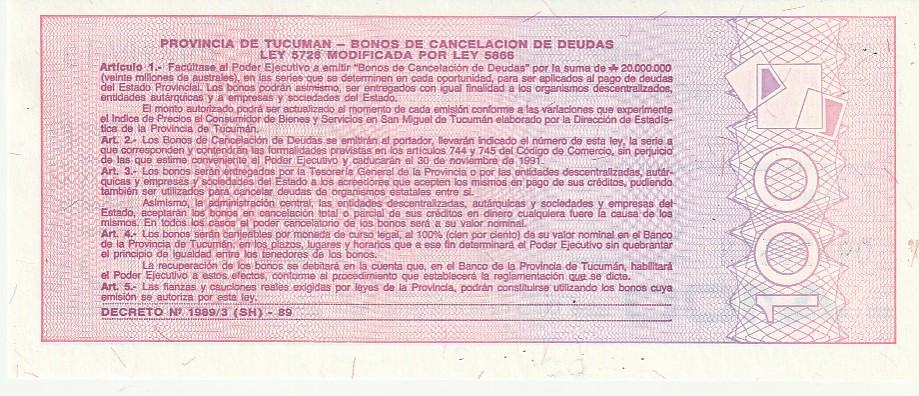 PROVINCIA DE TUCUMAN – BONOS DE CANCELACION DE DEUDAS
LEY 5728 MODIFICADA POR LEY 5866
Artículo 1.- Facúltase al Poder Ejecutivo a emitir "Bonos de Cancelación de Deudas" por la suma de ₳ 20.000.000
(veinte millones de australes), en las series que se determinen en cada oportunidad, para ser aplicados al pago de deudas
del Estado Provincial. Los bonos podrán asimismo, ser entregados con igual finalidad a los organismos descentralizados,
entidades autárquicas y a empresas y sociedades del Estado.
El monto autorizado podrá ser actualizado al momento de cada emisión conforme a las variaciones que experimente
el Indice de Precios al Consumidor de Bienes y Servicios en San Miguel de Tucumán elaborado por la Dirección de Estadís-
tica de la Provincia de Tucumán.
Art. 2.- Los Bonos de Cancelación de Deudas se emitirán al portador, llevarán indicado el número de esta ley, la serie a
que corresponden y contendrán las formalidades previstas en los artículos 744 y 745 del Código de Comercio, sin perjuicio
de las que estime conveniente el Poder Ejecutivo y caducarán el 30 de noviembre de 1991.
Art. 3.- Los bonos serán entregados por la Tesorería General de la Provincia o por las entidades descentralizadas, autár-
quicas y empresas y sociedades del Estado a los acreedores que acepten los mismos en pago de sus créditos, pudiendo
también ser utilizados para cancelar deudas de organismos estatales entre sí.
Asimismo, la administración central, las entidades descentralizadas, autárquicas y sociedades y empresas del
Estado, aceptarán los bonos en cancelación total o parcial de sus créditos en dinero cualquiera fuere la causa de los
mismos. En todos los casos el poder cancelatorio de los bonos será a su valor nominal.
Art. 4.- Los bonos serán canjeables por moneda de curso legal, al 100% (cien por ciento) de su valor nominal en el Banco
de la Provincia de Tucumán, en los plazos, lugares y horarios que a ese fin determinará el Poder Ejecutivo sin quebrantar
el principio de igualdad entre los tenedores de los bonos.
La recuperación de los bonos se debitará en la cuenta que, en el Banco de la Provincia de Tucumán, habilitará
el Poder Ejecutivo a estos efectos, conforme al procedimiento que establecerá la reglamentación que se dicte.
Art. 5.- Las fianzas y cauciones reales exigidas por leyes de la Provincia, podrán constituirse utilizando los bonos cuya
emisión se autoriza por esta ley.
DECRETO Nº 1989/3 (SH) - 89
100